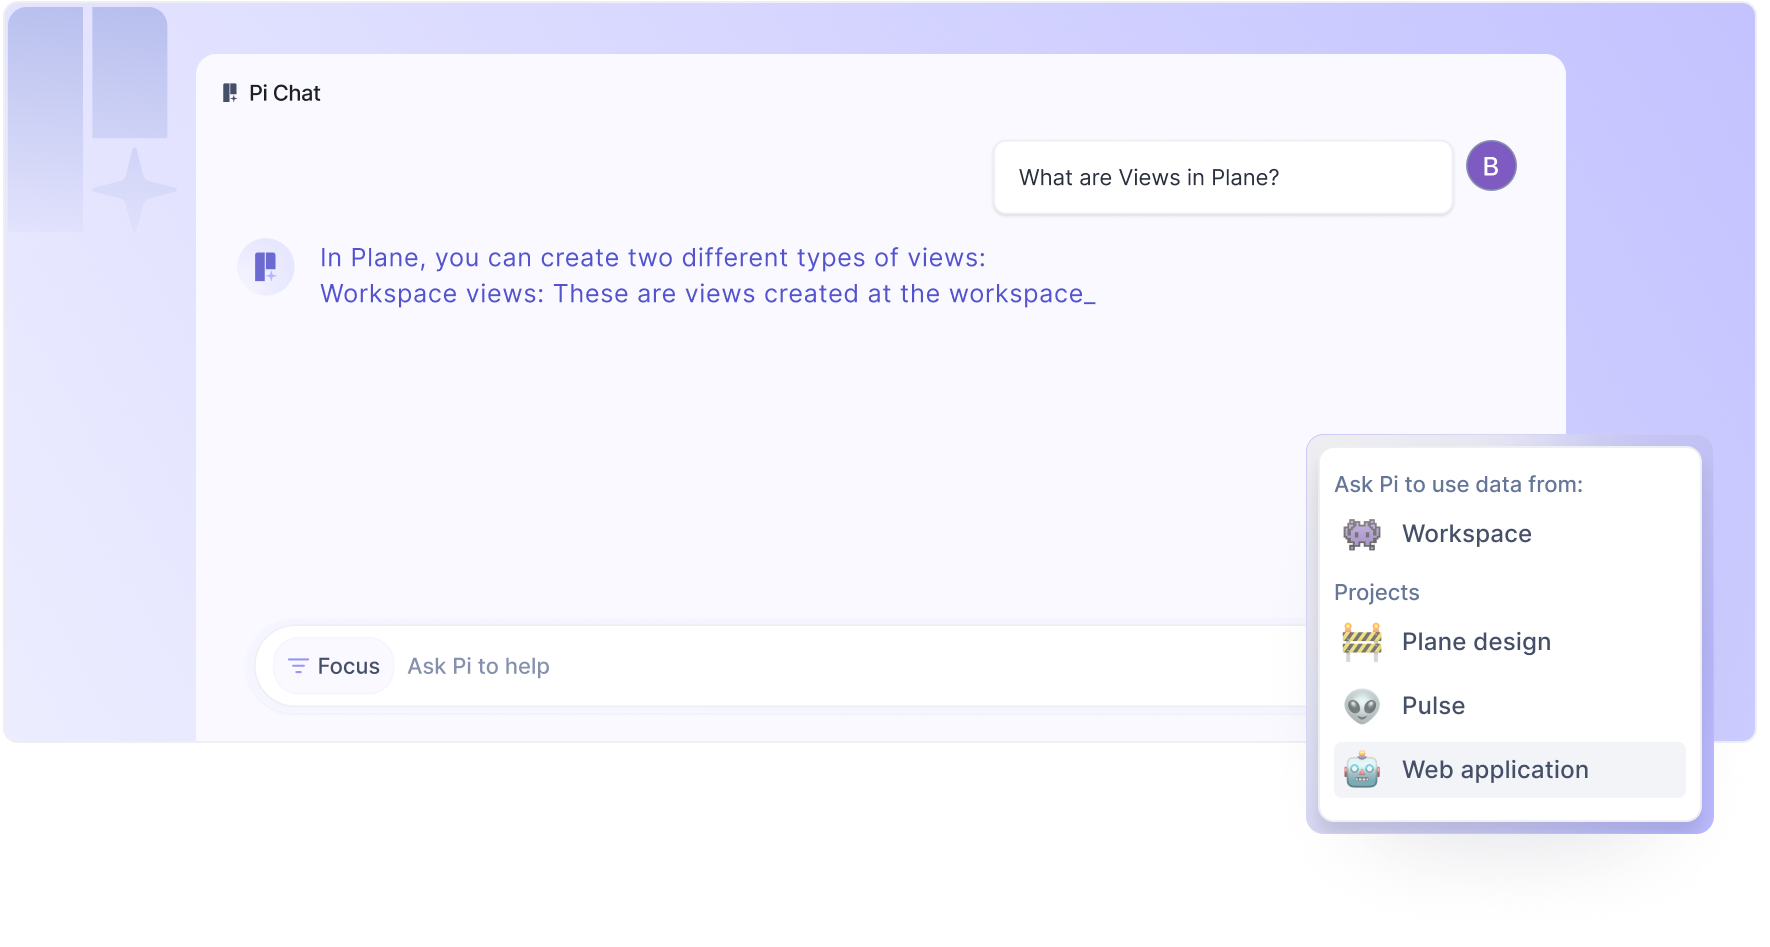 Pi Chat
What are Views in Plane?
B
In Plane, you can create two different types of views:
Workspace views: These are views created at the workspace_
Focus
Ask Pi to help
Ask Pi to use data from:
Workspace
Projects
Plane design
Pulse
Web application